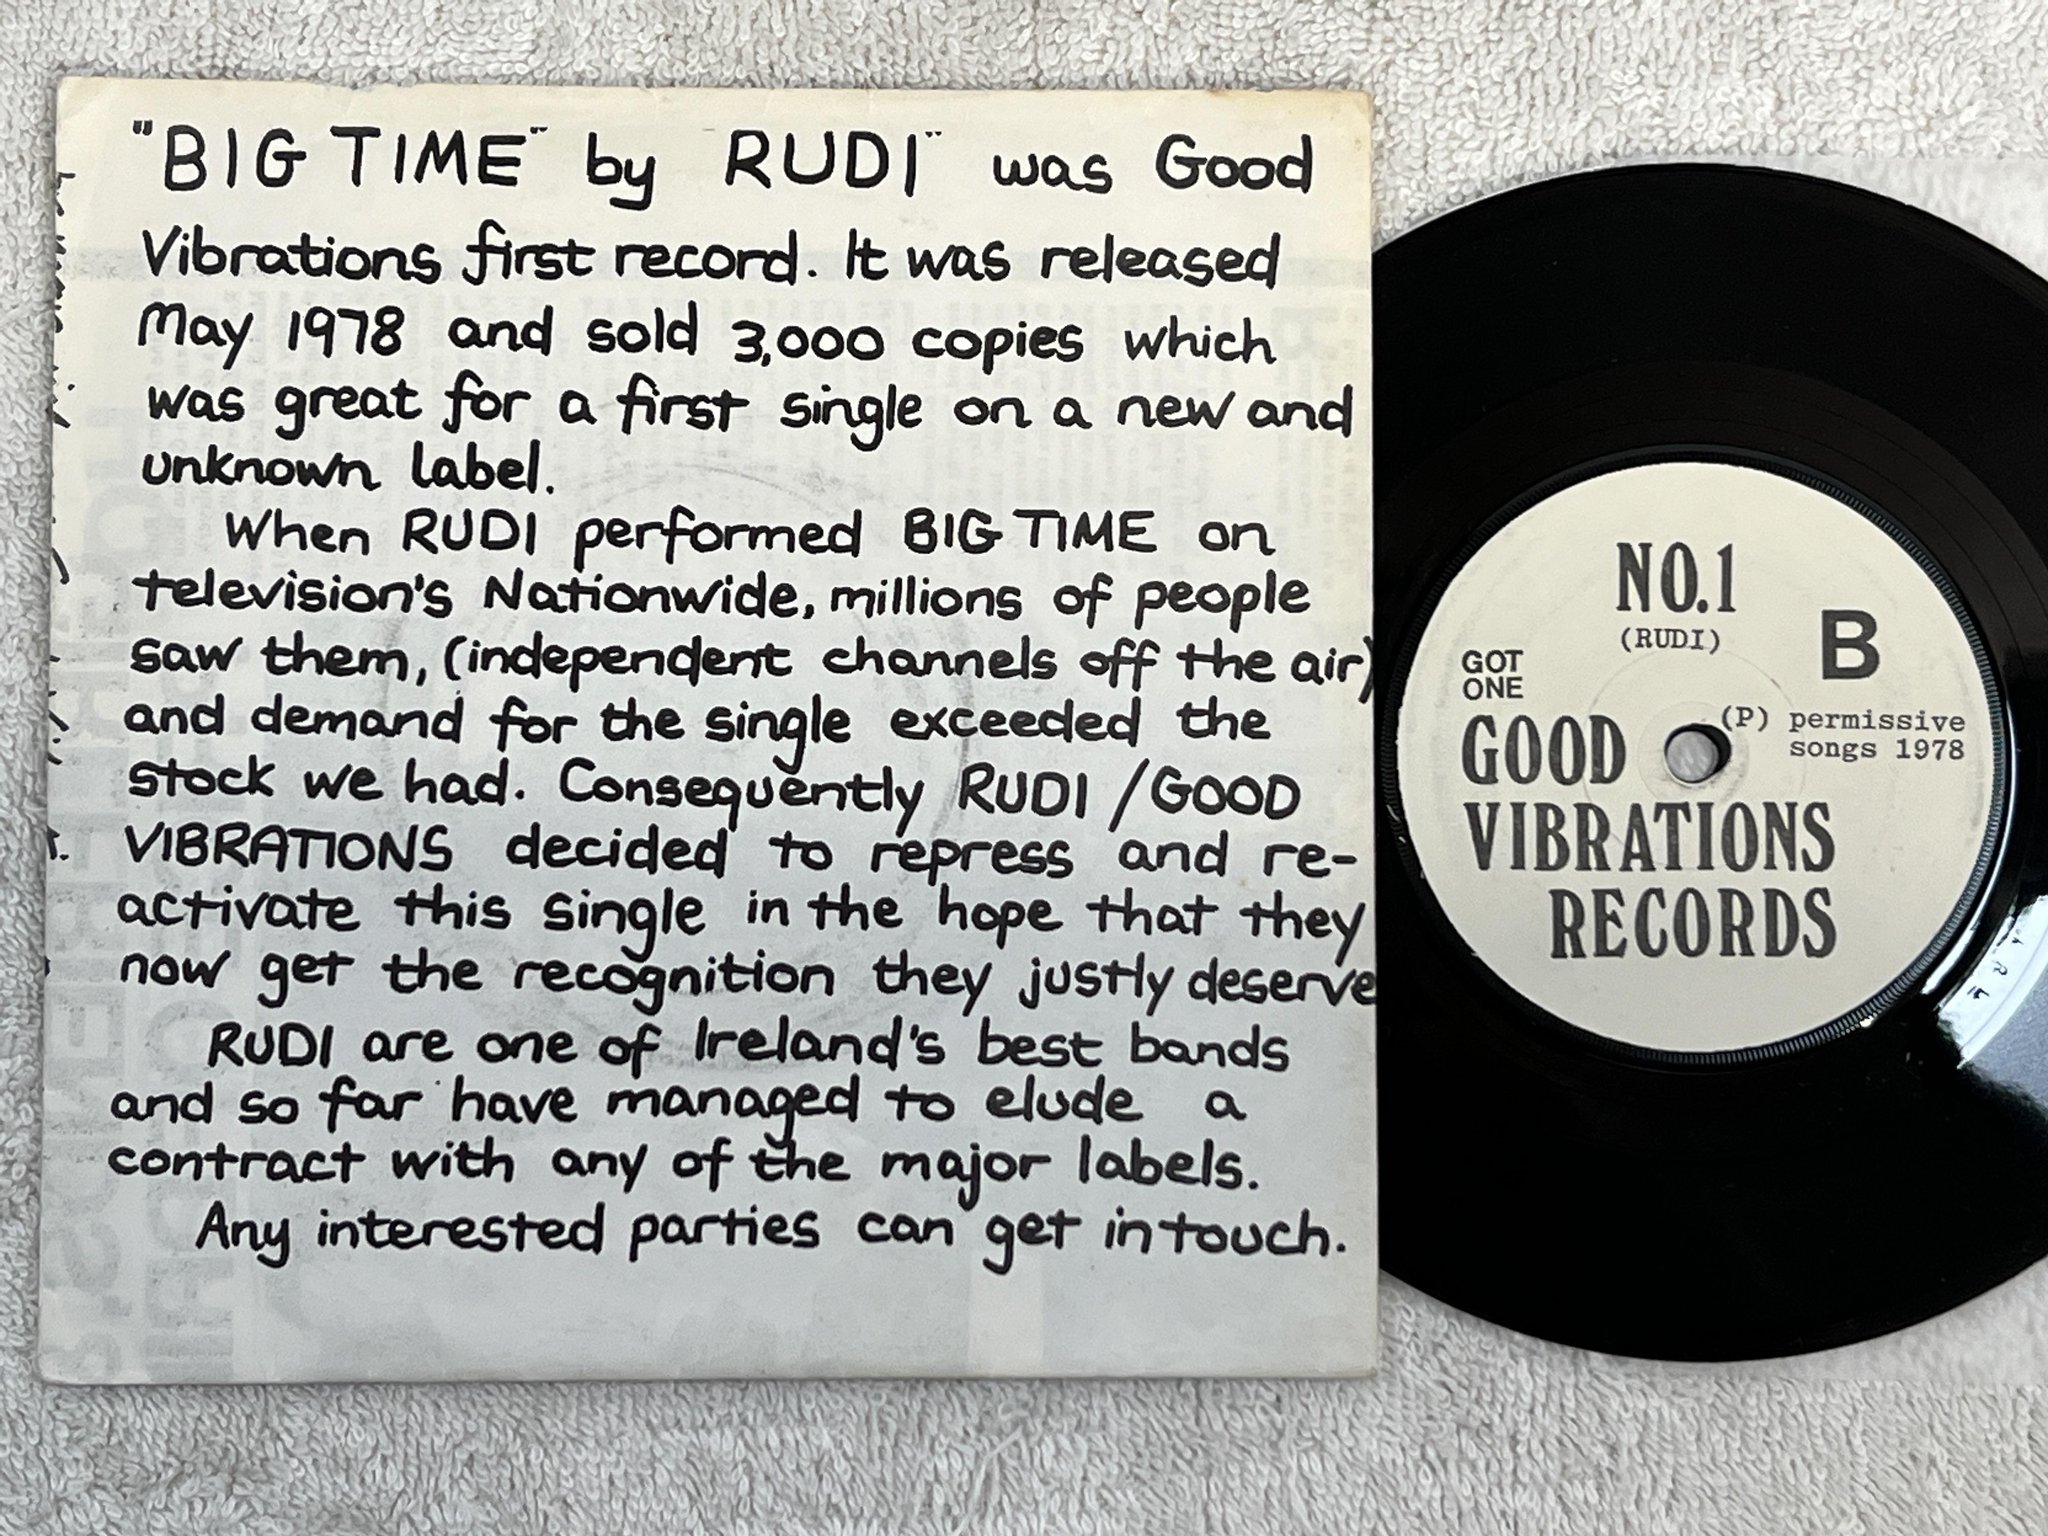 "BIG TIME" by RUDI" was Good
Vibrations first record. It was released
May 1978 and sold 3,000 copies which
was great for a first single on a new and
unknown label.
When RUDI performed BIG TIME on
television's Nationwide, millions of people
saw them, (independent channels off the air)
and demand for the single exceeded the
stock we had. Consequently RUDI / GOOD
VIBRATIONS decided to repress and re-
activate this single in the hope that they
now get the recognition they justly deserve
RUDI are one of Ireland's best bands
and so far have managed to elude a
contract with any of the major labels.
Any interested parties can get in touch.
NO.1
(RUDI)
B
GOT
ONE
(P) permissive
songs 1978
GOOD
VIBRATIONS
RECORDS